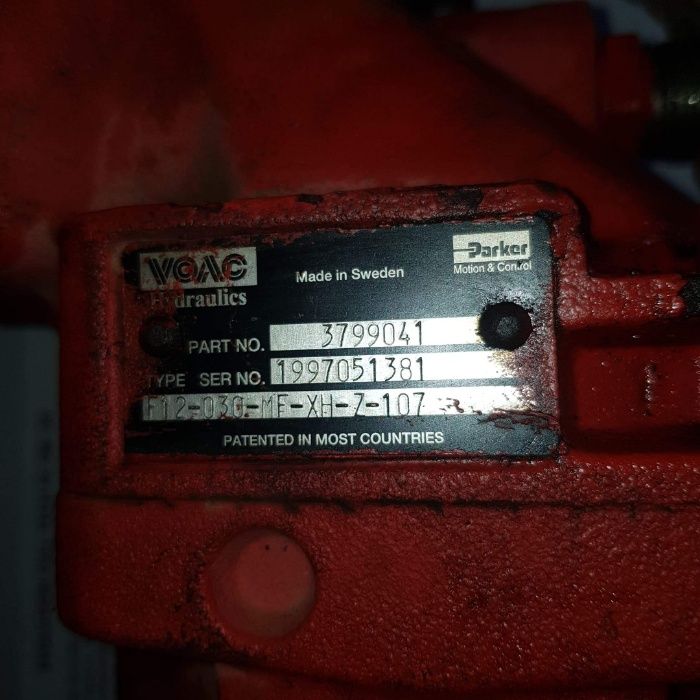 VOAC
Hydraulics
Made in Sweden
Parker
Motion & Control
PART NO. 3799041
TYPE SER NO. 1997051381
F12-030-MF-XH-Z-107
PATENTED IN MOST COUNTRIES